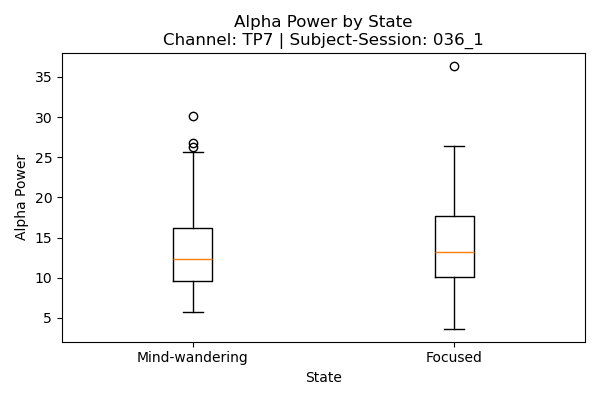 Alpha Power by State
Channel: TP7 | Subject-Session: 036_1
35
30
25
20
15
10
5
Alpha Power
Mind-wandering
Focused
State